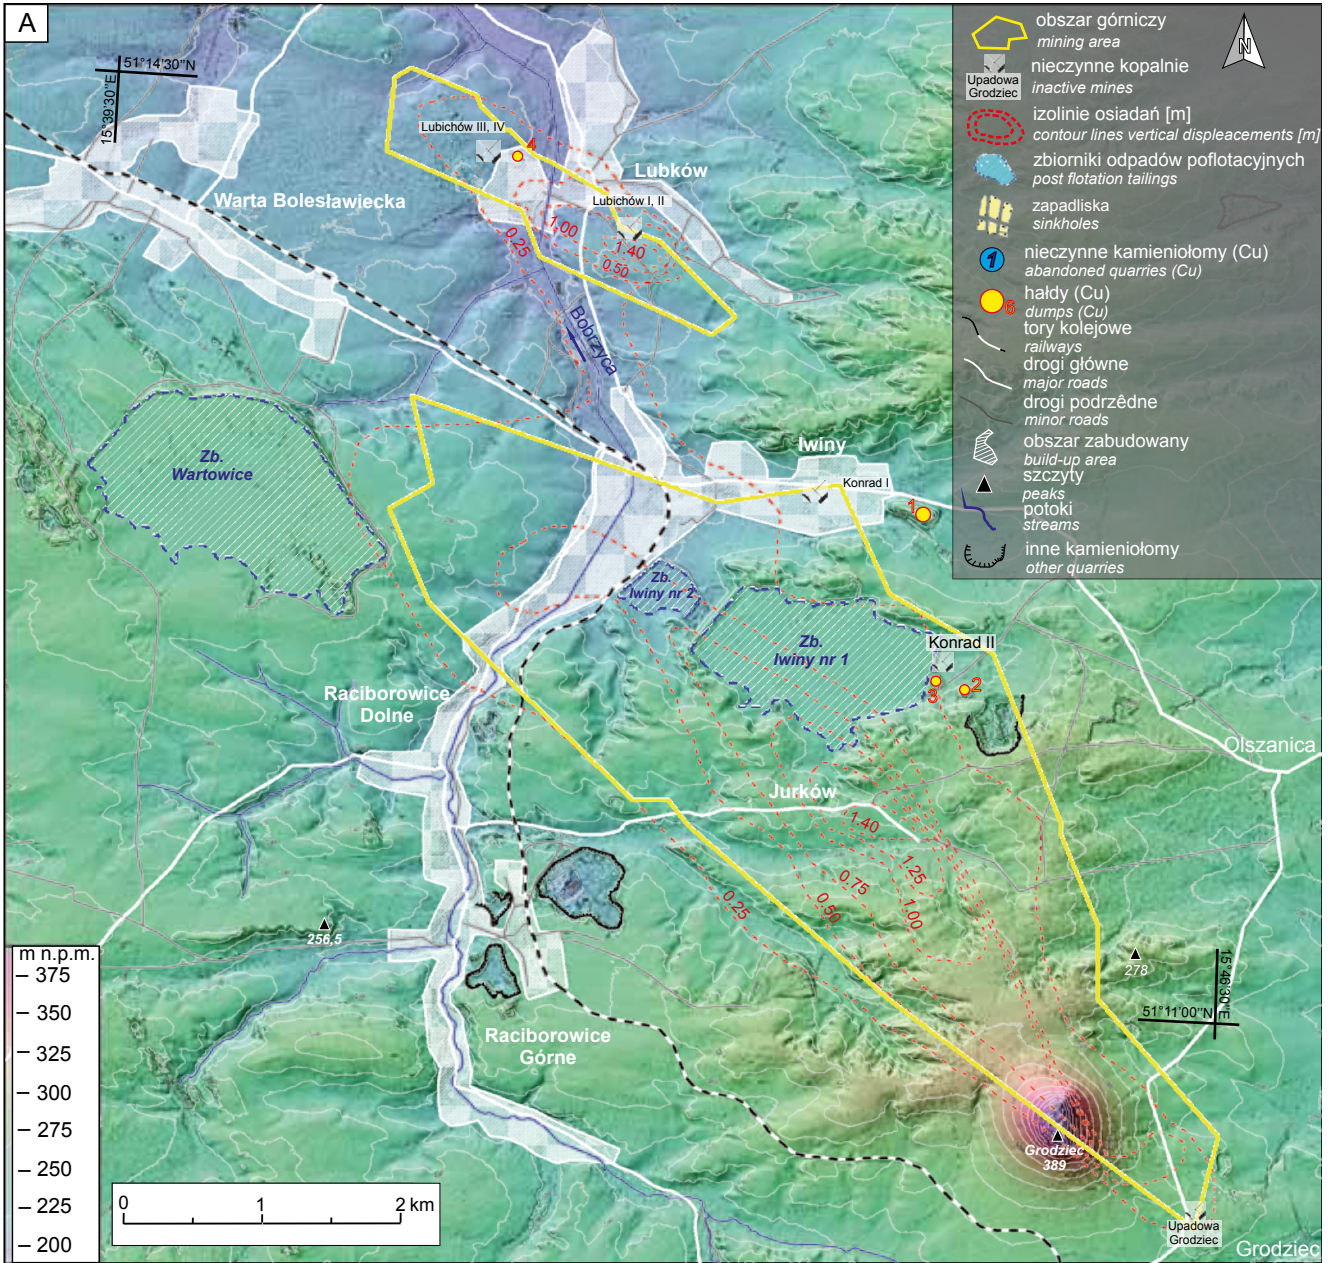 A
51°14'30"N
15°39'30"E
obszar górniczy
mining area
N
Upadowa
Grodziec
nieczynne kopalnie
inactive mines
izolinie osiadań [m]
contour lines vertical displeacements [m]
zbiorniki odpadów poflotacyjnych
post flotation tailings
zapadliska
sinkholes
1
nieczynne kamieniołomy (Cu)
abandoned quarries (Cu)
6
hałdy (Cu)
dumps (Cu)
tory kolejowe
railways
drogi główne
major roads
drogi podrzêdne
minor roads
obszar zabudowany
build-up area
szczyty
peaks
potoki
streams
inne kamieniołomy
other quarries
Lubichów III, IV
4
Lubków
Warta Bolesławiecka
Lubichów I, II
1.00
0.25
1.40
0.50
Bobrzyca
Iwiny
Konrad I
1
Zb.
Wartowice
Zb.
Iwiny nr 2
Zb.
Iwiny nr 1
Konrad II
3
2
Raciborowice
Dolne
Olszanica
Jurków
1.40
1.25
0.75
0.50
1.00
0.25
256,5
278
15°46'30"E
51°11'00"N
Raciborowice
Górne
Grodziec
389
Upadowa
Grodziec
Grodziec
m n.p.m.
375
350
325
300
275
250
225
200
0 1 2 km